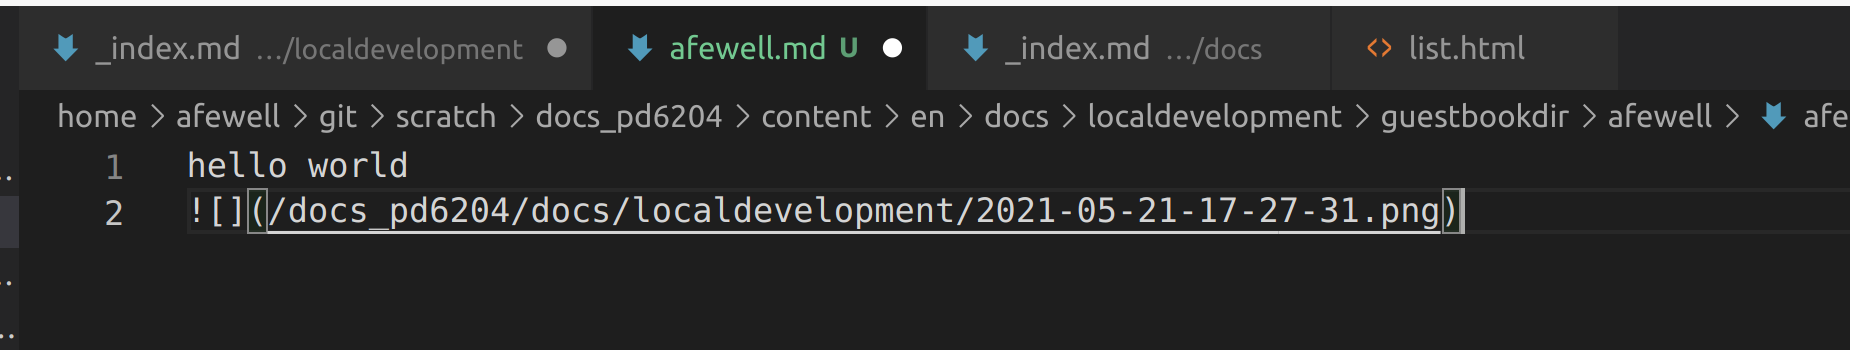 _index.md .../localdevelopment
afewell.md U
_index.md .../docs
<> list.html
home > afewell > git > scratch > docs_pd6204 > content > en > docs > localdevelopment > guestbookdir > afewell > afe
1 hello world
2 ![](/docs_pd6204/docs/localdevelopment/2021-05-21-17-27-31.png)